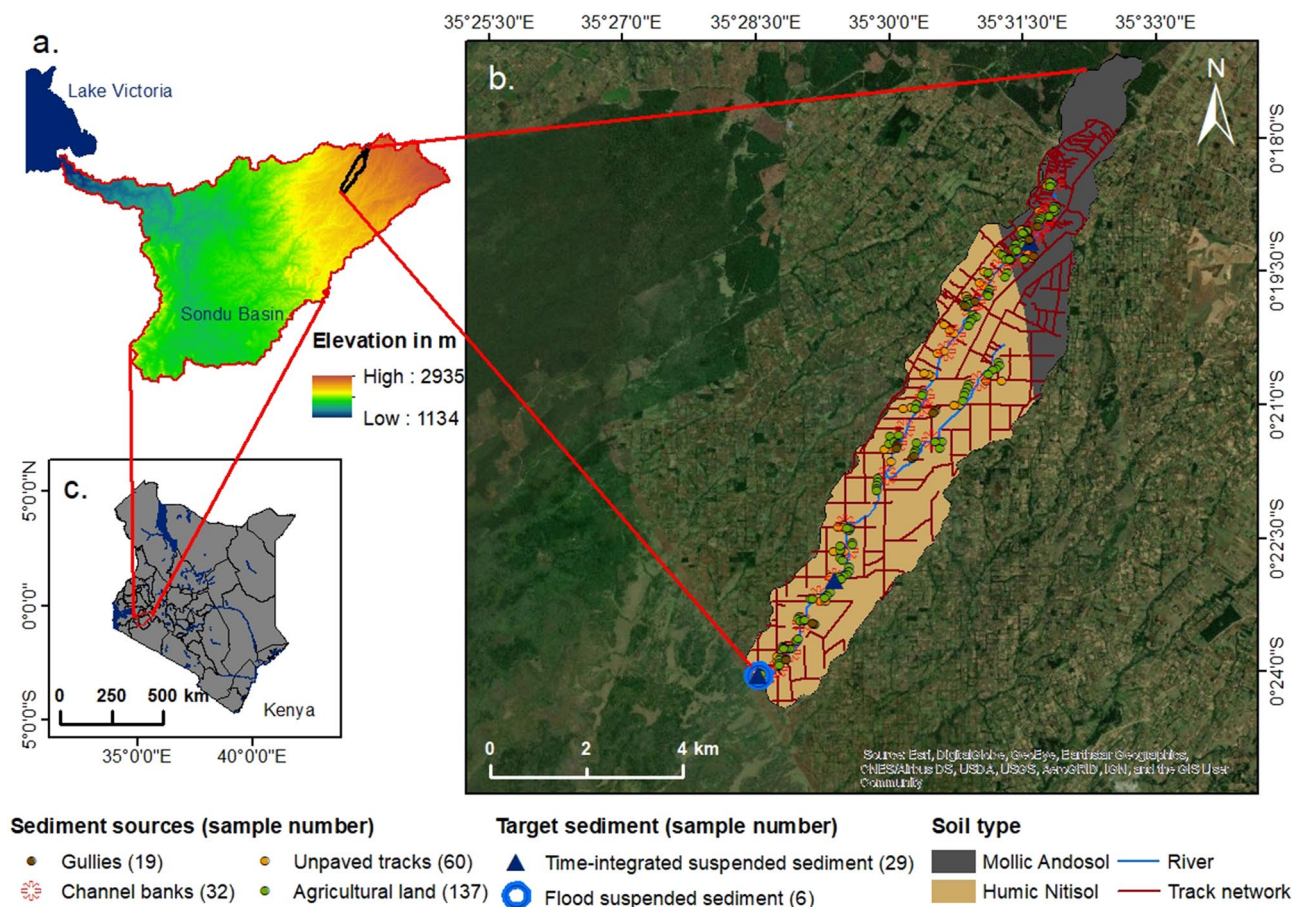 a.
Lake Victoria
Sondu Basin
Elevation in m
High : 2935
Low : 1134
35°25'30"E 35°27'0"E 35°28'30"E 35°30'0"E 35°31'30"E 35°33'0"E
b.
N
0°18'0"S
0°19'30"S
0°21'0"S
0°22'30"S
0°24'0"S
0 2 4 km
Source: Esri, DigitalGlobe, GeoEye, Earthstar Geographics,
CNES/Airbus DS, USDA, USGS, AeroGRID, IGN, and the GIS User
Community
c.
5°0'0"N
0°0'0"
5°0'0"S
0 250 500 km
Kenya
35°0'0"E 40°0'0"E
Sediment sources (sample number)
Gullies (19)
Unpaved tracks (60)
Channel banks (32)
Agricultural land (137)
Target sediment (sample number)
Time-integrated suspended sediment (29)
Flood suspended sediment (6)
Soil type
Mollic Andosol
River
Humic Nitisol
Track network